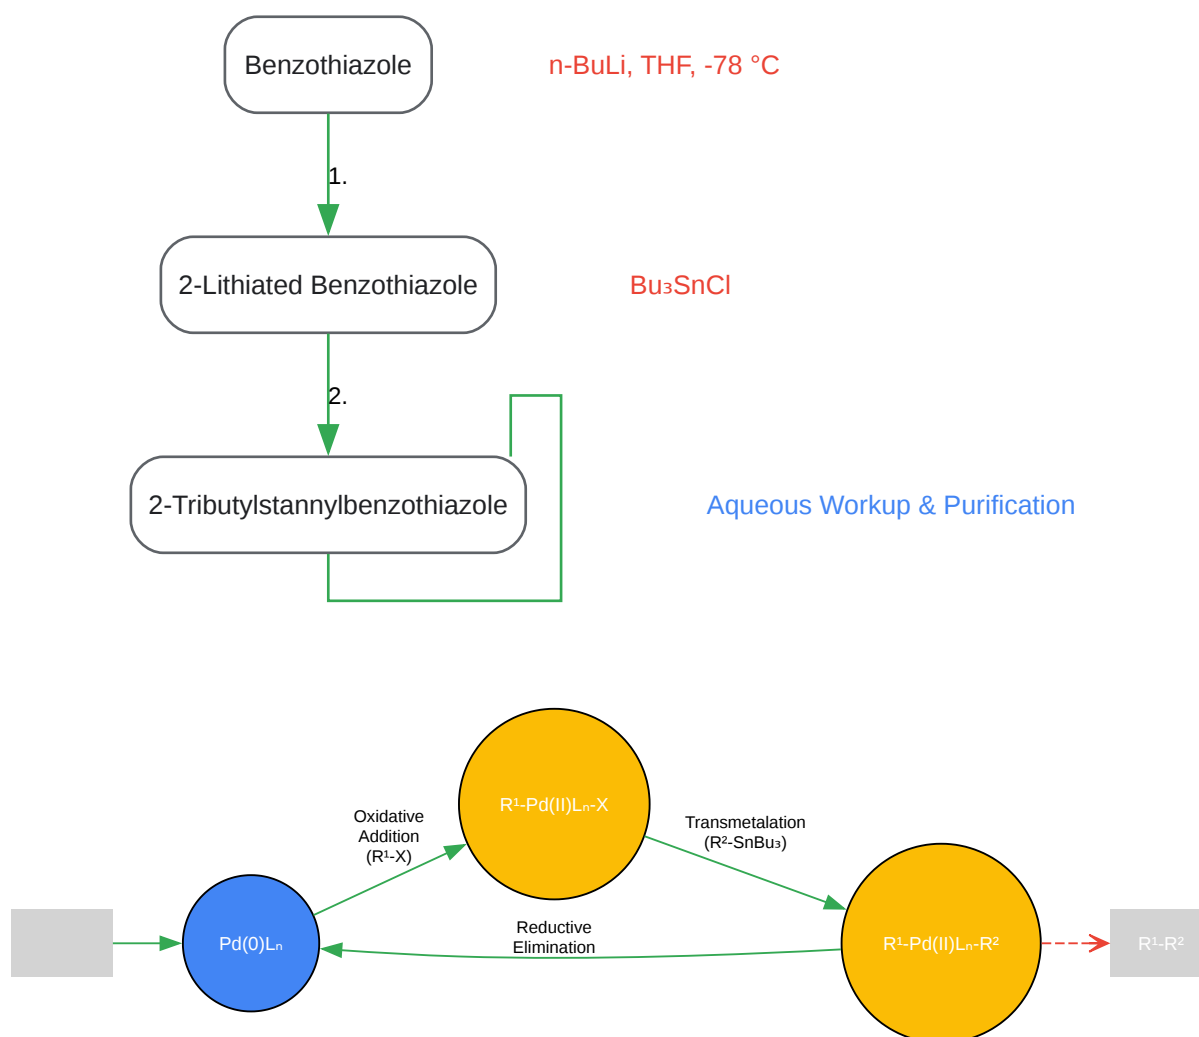 Benzothiazole
n-BuLi, THF, -78 °C
1.
2-Lithiated Benzothiazole
Bu₃SnCl
2.
2-Tributylstannylbenzothiazole
Aqueous Workup & Purification
R¹-Pd(II)Lₙ-X
Oxidative
Addition
(R¹-X)
Transmetalation
(R²-SnBu₃)
Reductive
Elimination
Pd(0)Lₙ
R¹-Pd(II)Lₙ-R²
R¹-R²